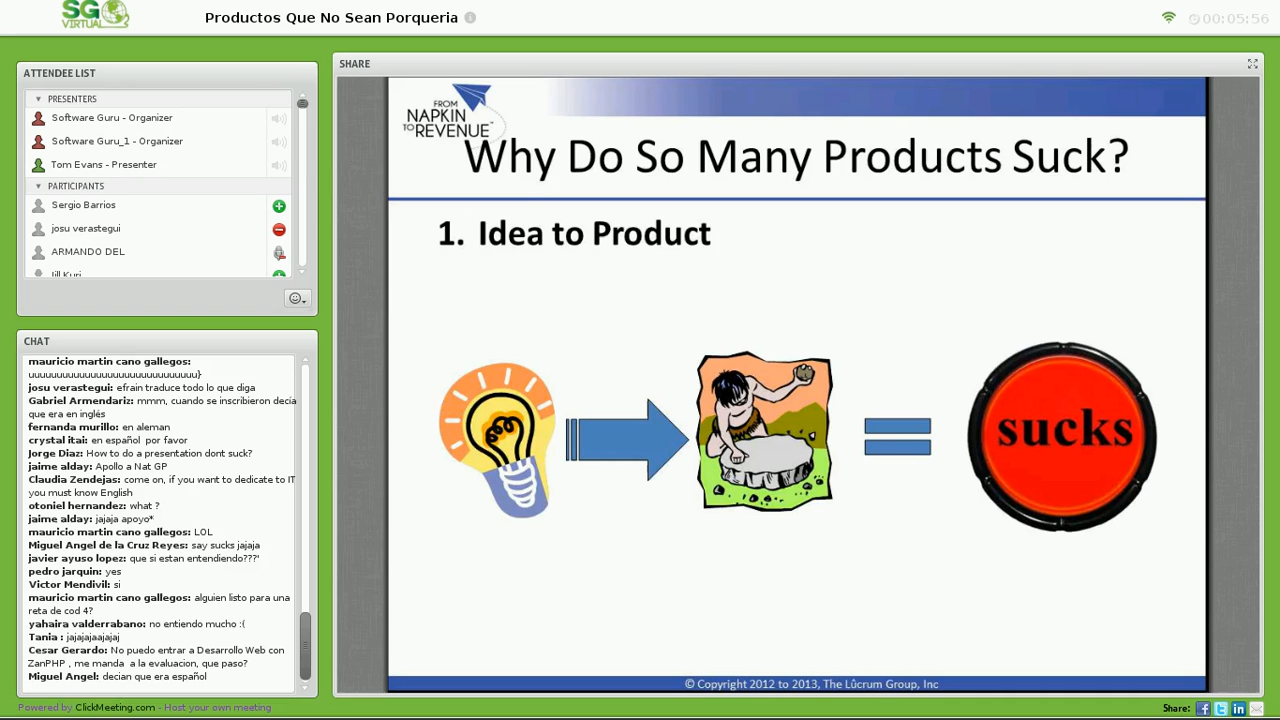 SG
VIRTUAL
Productos Que No Sean Porqueria
00:05:56
ATTENDEE LIST
PRESENTERS
Software Guru - Organizer
Software Guru_1 - Organizer
Tom Evans - Presenter
PARTICIPANTS
Sergio Barrios
josu verastegui
ARMANDO DEL
Jill Kuri
CHAT
mauricio martin cano gallegos:
uuuuuuuuuuuuuuuuuuuuuuuuuuuuuu}
josu verastegui: efrain traduce todo lo que diga
Gabriel Armendariz: mmm, cuando se inscribieron decía
que era en inglés
fernanda murillo: en aleman
crystal itai: en español por favor
Jorge Diaz: How to do a presentation dont suck?
jaime alday: Apollo a Nat GP
Claudia Zendejas: come on, if you want to dedicate to IT
you must know English
otoniel hernandez: what ?
jaime alday: jajaja apoyo*
mauricio martin cano gallegos: LOL
Miguel Angel de la Cruz Reyes: say sucks jajaja
javier ayuso lopez: que si estan entendiendo???'
pedro jarquin: yes
Victor Mendivil: si
mauricio martin cano gallegos: alguien listo para una
reta de cod 4?
yahaira valderrabano: no entiendo mucho :(
Tania : jajajajaajajaj
Cesar Gerardo: No puedo entrar a Desarrollo Web con
ZanPHP , me manda a la evaluacion, que paso?
Miguel Angel: decian que era español
SHARE
FROM
NAPKIN
TO REVENUE™
Why Do So Many Products Suck?
1. Idea to Product
sucks
© Copyright 2012 to 2013, The Lûcrum Group, Inc
Powered by ClickMeeting.com - Host your own meeting
Share: